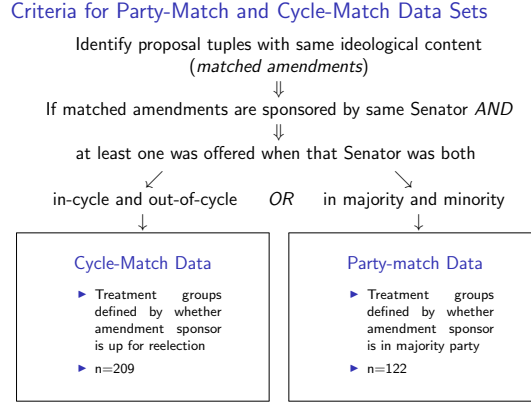 Criteria for Party-Match and Cycle-Match Data Sets
Identify proposal tuples with same ideological content
(matched amendments)
⇓
If matched amendments are sponsored by same Senator AND
⇓
at least one was offered when that Senator was both
↙ ↘
in-cycle and out-of-cycle OR in majority and minority
↓ ↓
Cycle-Match Data
▶ Treatment groups
defined by whether
amendment sponsor
is up for reelection
▶ n=209
Party-match Data
▶ Treatment groups
defined by whether
amendment sponsor
is in majority party
▶ n=122